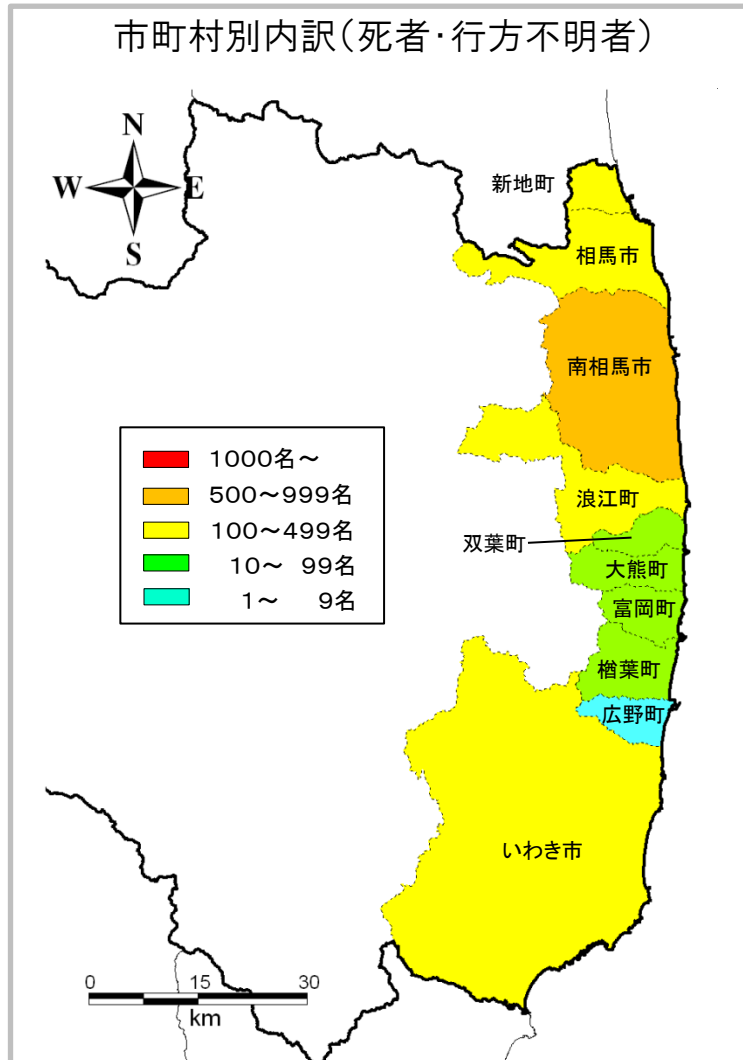 市町村別内訳(死者・行方不明者)
N
W E
S
新地町
相馬市
南相馬市
1000名～
500～999名
100～499名
10～ 99名
1～ 9名
浪江町
双葉町
大熊町
富岡町
楢葉町
広野町
いわき市
0 15 30
km